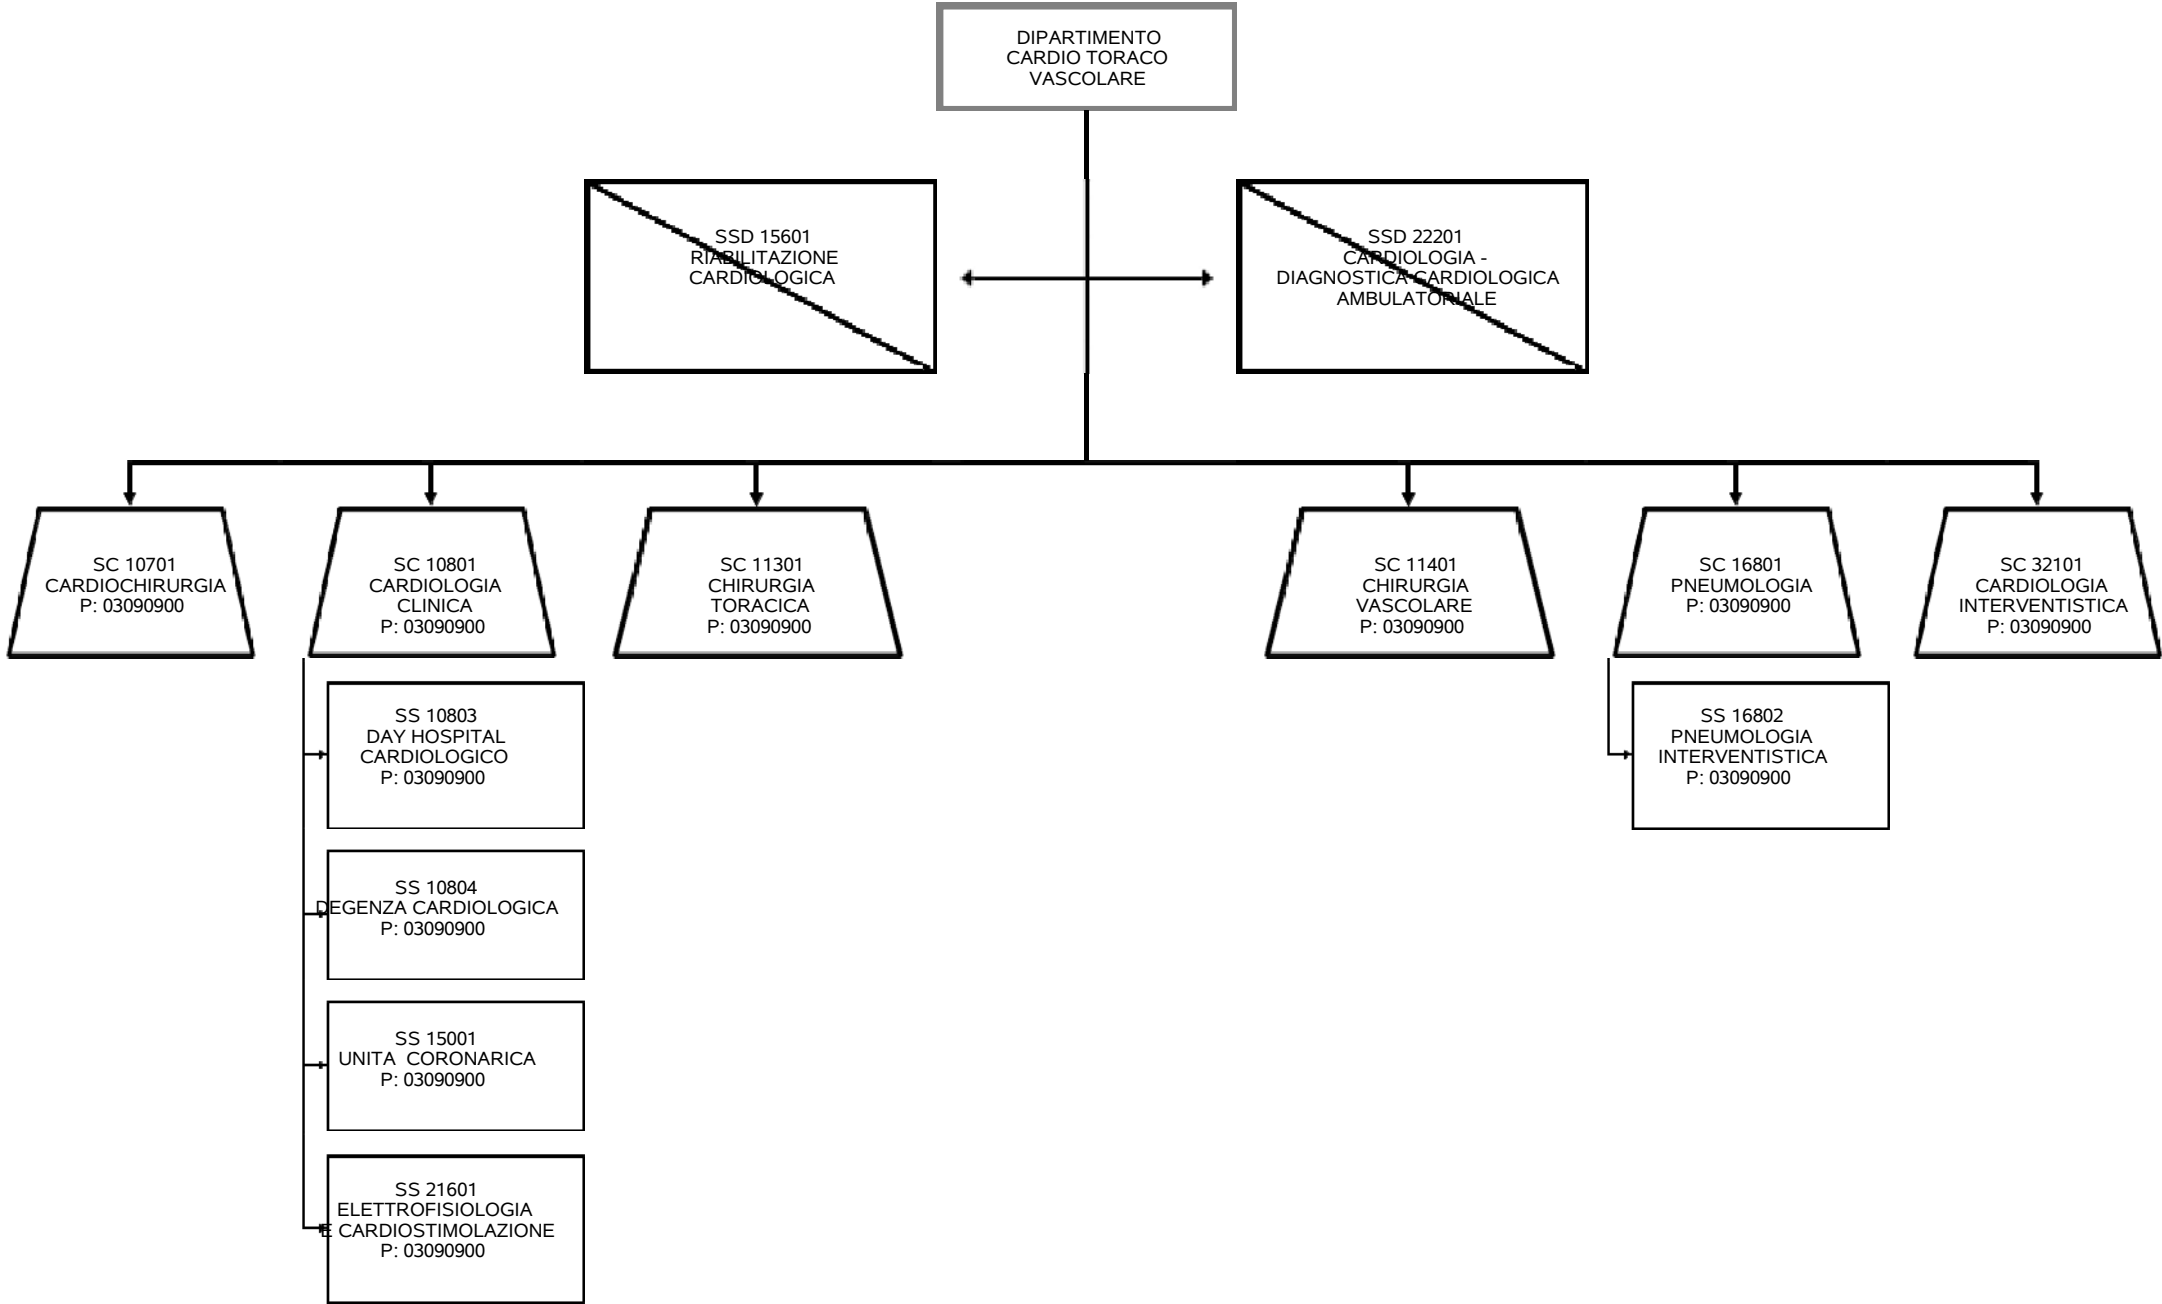 DIPARTIMENTO
CARDIO TORACO
VASCOLARE
SSD 15601
RIABILITAZIONE
CARDIOLOGICA
SSD 22201
CARDIOLOGIA -
DIAGNOSTICA CARDIOLOGICA
AMBULATORIALE
SC 10701
CARDIOCHIRURGIA
P: 03090900
SC 10801
CARDIOLOGIA
CLINICA
P: 03090900
SC 11301
CHIRURGIA
TORACICA
P: 03090900
SC 11401
CHIRURGIA
VASCOLARE
P: 03090900
SC 16801
PNEUMOLOGIA
P: 03090900
SC 32101
CARDIOLOGIA
INTERVENTISTICA
P: 03090900
SS 10803
DAY HOSPITAL
CARDIOLOGICO
P: 03090900
SS 16802
PNEUMOLOGIA
INTERVENTISTICA
P: 03090900
SS 10804
DEGENZA CARDIOLOGICA
P: 03090900
SS 15001
UNITA  CORONARICA
P: 03090900
SS 21601
ELETTROFISIOLOGIA
E CARDIOSTIMOLAZIONE
P: 03090900